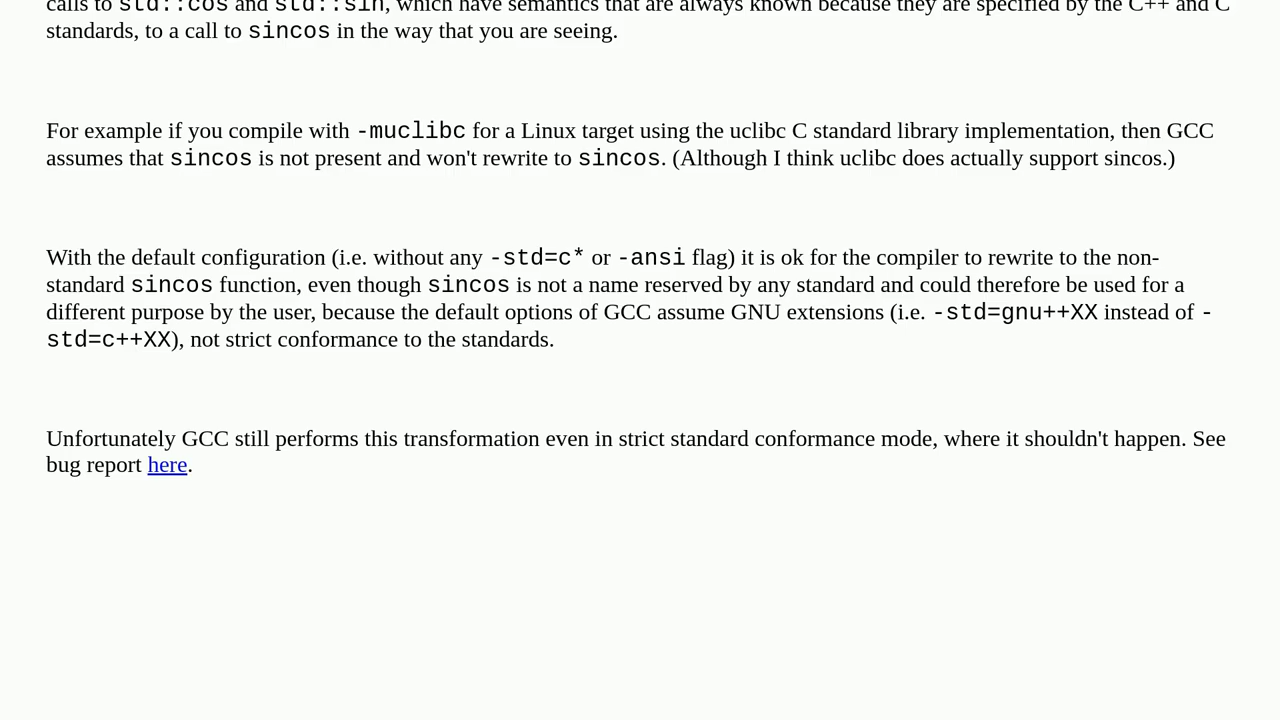 calls to std::cos and std::sin, which have semantics that are always known because they are specified by the C++ and C
standards, to a call to sincos in the way that you are seeing.
For example if you compile with -muclibc for a Linux target using the uclibc C standard library implementation, then GCC
assumes that sincos is not present and won't rewrite to sincos. (Although I think uclibc does actually support sincos.)
With the default configuration (i.e. without any -std=c* or -ansi flag) it is ok for the compiler to rewrite to the non-
standard sincos function, even though sincos is not a name reserved by any standard and could therefore be used for a
different purpose by the user, because the default options of GCC assume GNU extensions (i.e. -std=gnu++XX instead of -
std=c++XX), not strict conformance to the standards.
Unfortunately GCC still performs this transformation even in strict standard conformance mode, where it shouldn't happen. See
bug report here.